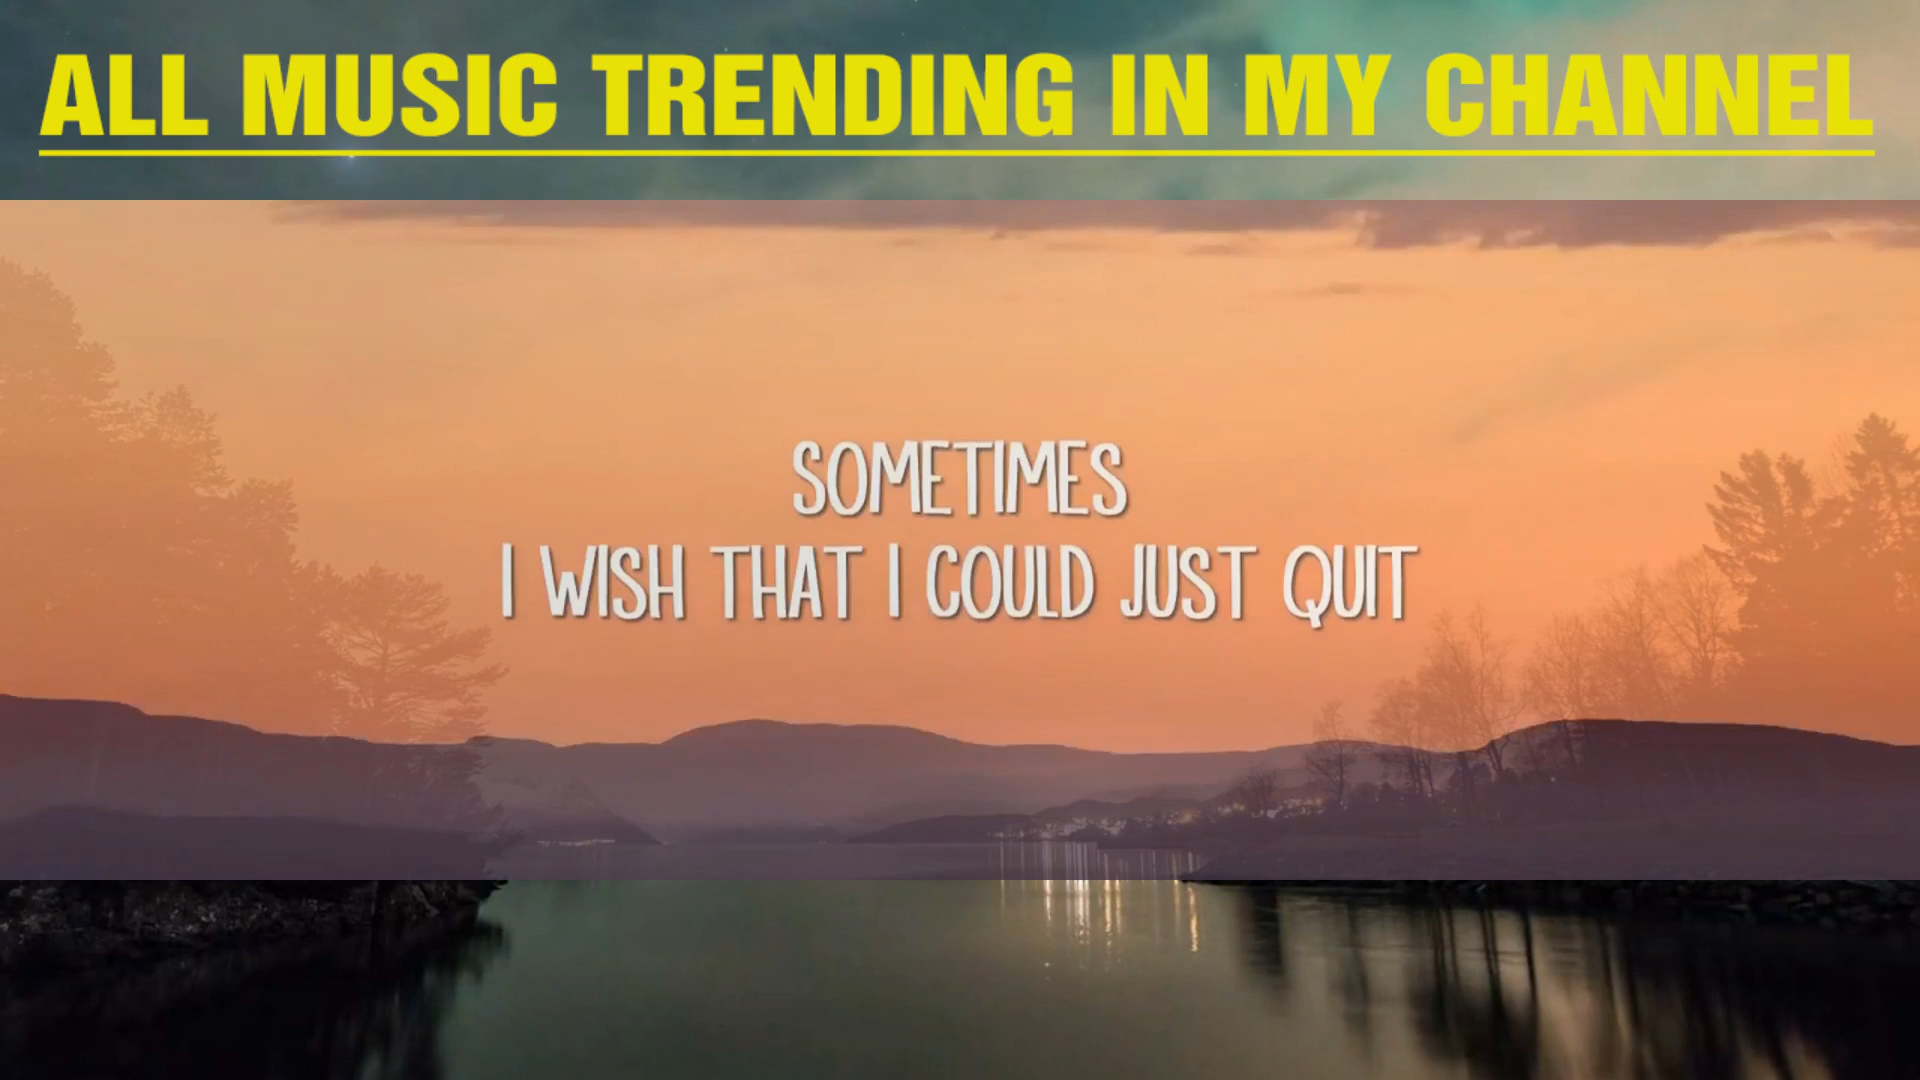 ALL MUSIC TRENDING IN MY CHANNEL
SOMETIMES
I WISH THAT I COULD JUST QUIT